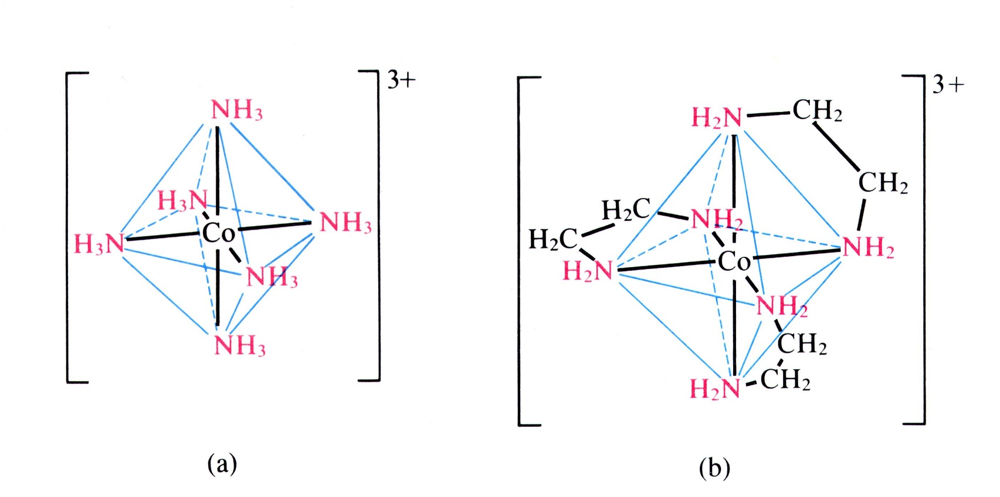 3+
NH₃
H₃N
NH₃
Co
H₃N
NH₃
NH₃
(a)
3+
H₂N CH₂
CH₂
H₂C NH₂
H₂C
NH₂
Co
H₂N
NH₂
CH₂
CH₂
H₂N
(b)